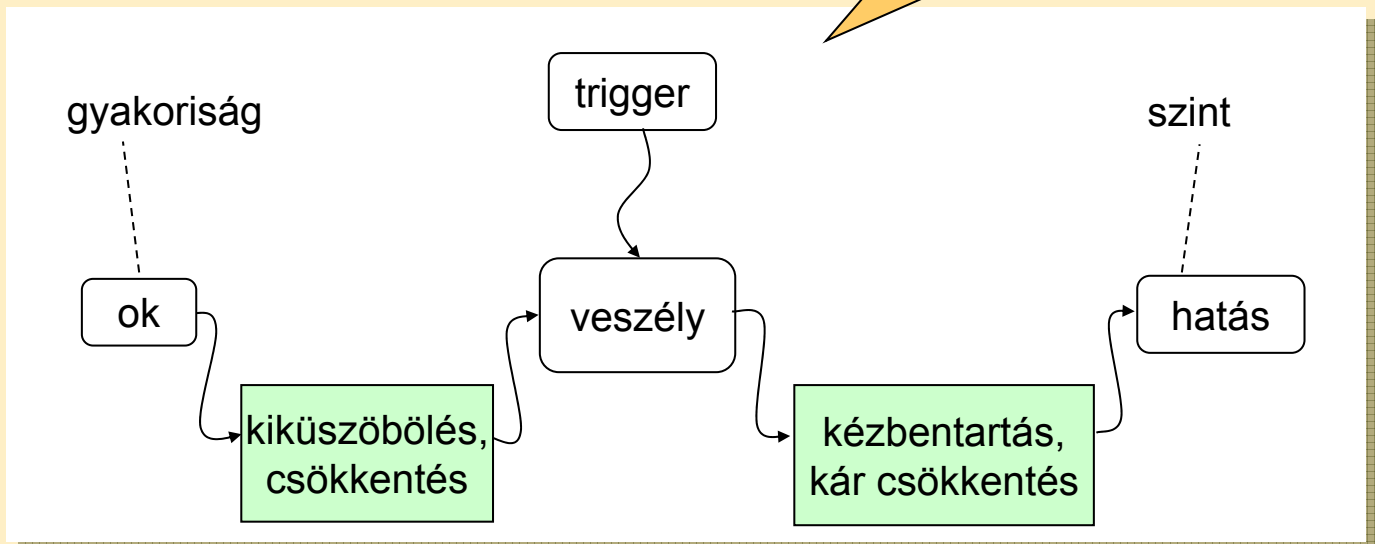 trigger
gyakoriság
szint
ok
veszély
hatás
kiküszöbölés,
csökkentés
kézbentartás,
kár csökkentés